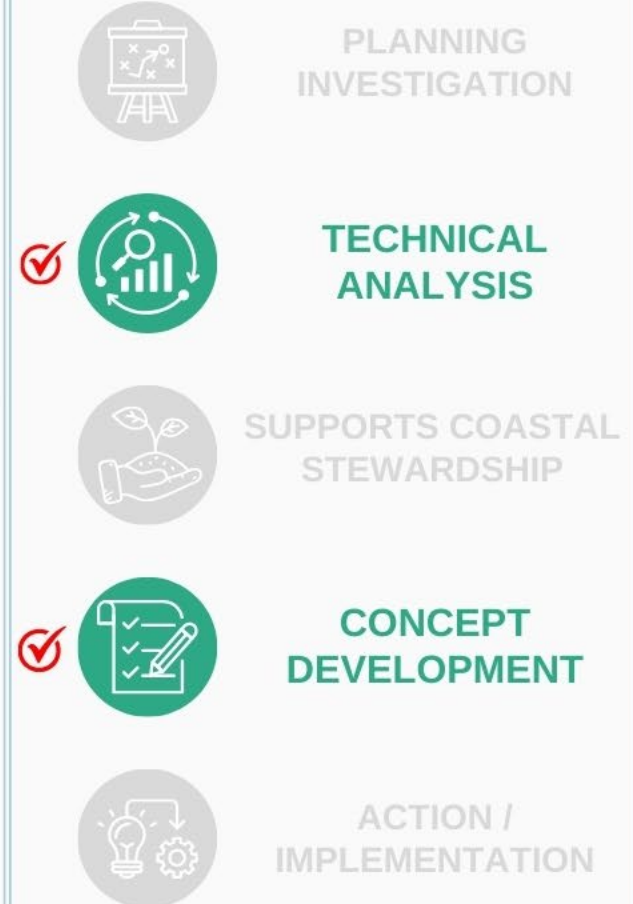 PLANNING
INVESTIGATION
TECHNICAL
ANALYSIS
SUPPORTS COASTAL
STEWARDSHIP
CONCEPT
DEVELOPMENT
ACTION /
IMPLEMENTATION